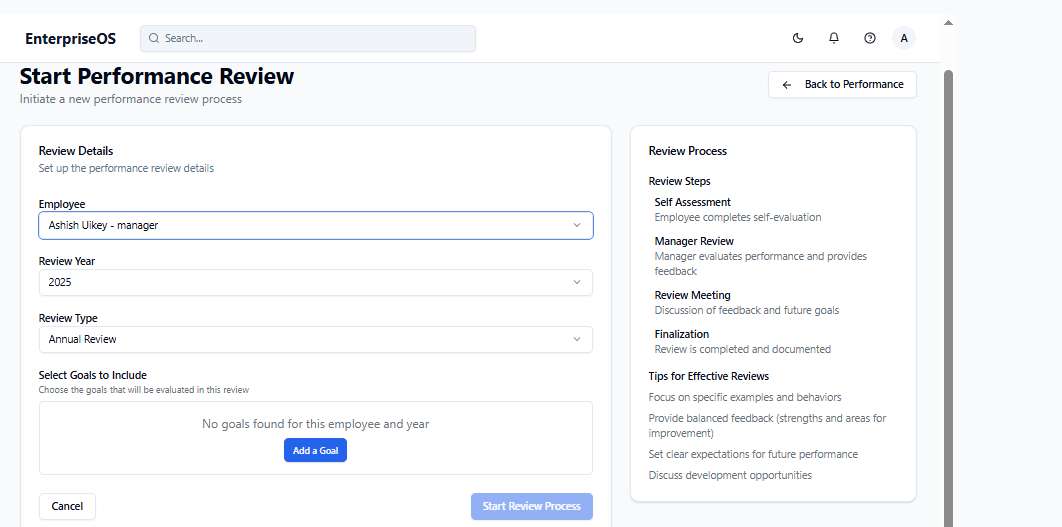 EnterpriseOS
Search...
A
Start Performance Review
Initiate a new performance review process
Back to Performance
Review Details
Set up the performance review details
Employee
Ashish Uikey - manager
Review Year
2025
Review Type
Annual Review
Select Goals to Include
Choose the goals that will be evaluated in this review
No goals found for this employee and year
Add a Goal
Cancel
Start Review Process
Review Process
Review Steps
Self Assessment
Employee completes self-evaluation
Manager Review
Manager evaluates performance and provides
feedback
Review Meeting
Discussion of feedback and future goals
Finalization
Review is completed and documented
Tips for Effective Reviews
Focus on specific examples and behaviors
Provide balanced feedback (strengths and areas for
improvement)
Set clear expectations for future performance
Discuss development opportunities